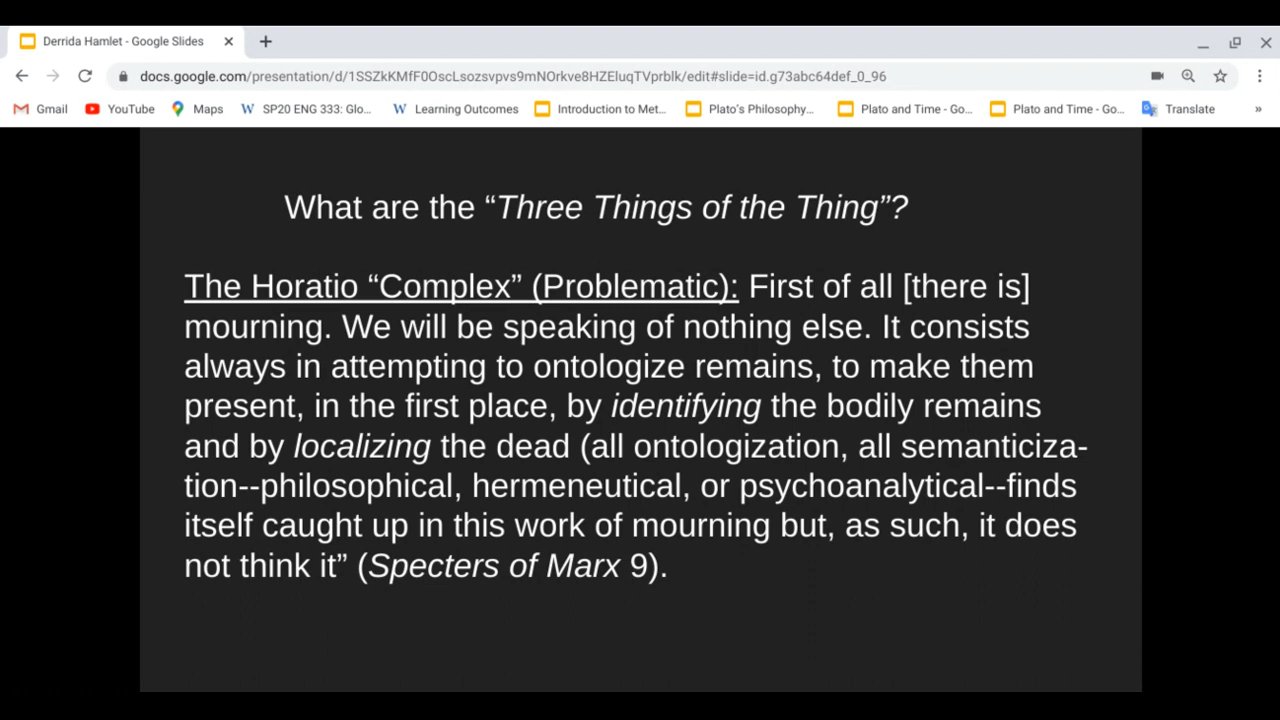 Derrida Hamlet - Google Slides
docs.google.com/presentation/d/1SSZkKMfF0OscLsozsvpvs9mNOrkve8HZEluqTVprblk/edit#slide=id.g73abc64def_0_96
Gmail YouTube Maps SP20 ENG 333: Glo... Learning Outcomes Introduction to Met... Plato's Philosophy... Plato and Time - Go... Plato and Time - Go... Translate »
What are the “Three Things of the Thing”?
The Horatio “Complex” (Problematic): First of all [there is]
mourning. We will be speaking of nothing else. It consists
always in attempting to ontologize remains, to make them
present, in the first place, by identifying the bodily remains
and by localizing the dead (all ontologization, all semanticiza-
tion--philosophical, hermeneutical, or psychoanalytical--finds
itself caught up in this work of mourning but, as such, it does
not think it” (Specters of Marx 9).